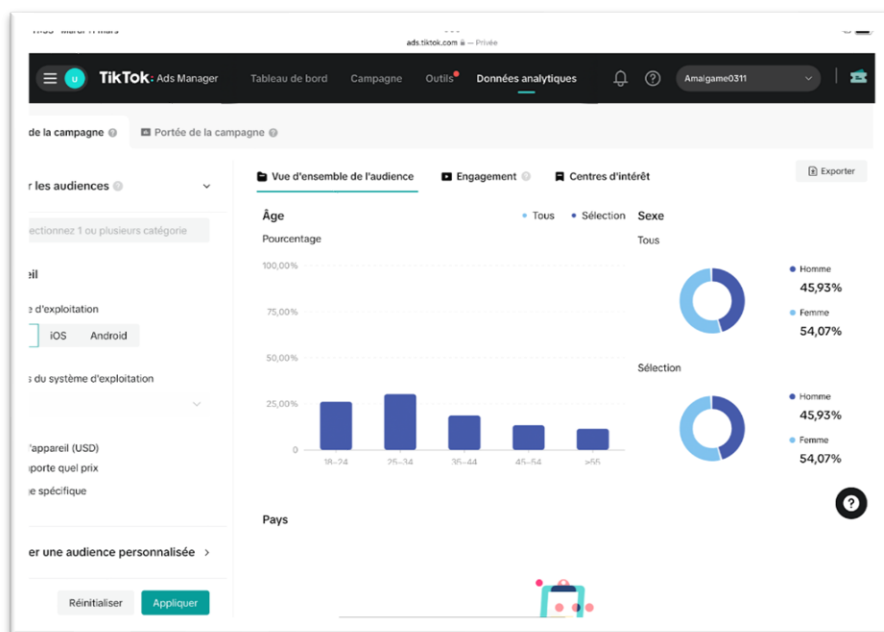 ads.tiktok.com — Privée
TikTok: Ads Manager
Tableau de bord
Campagne
Outils
Données analytiques
Amaigame0311
de la campagne
Portée de la campagne
r les audiences
ectionnez 1 ou plusieurs catégorie
eil
e d'exploitation
iOS
Android
s du système d'exploitation
'appareil (USD)
porte quel prix
e spécifique
er une audience personnalisée
Réinitialiser
Appliquer
Vue d'ensemble de l'audience
Engagement
Centres d'intérêt
Exporter
Âge
Tous
Sélection
Pourcentage
100,00%
75,00%
50,00%
25,00%
0
18-24
25-34
35-44
45-54
>55
Sexe
Tous
Homme
45,93%
Femme
54,07%
Sélection
Homme
45,93%
Femme
54,07%
Pays